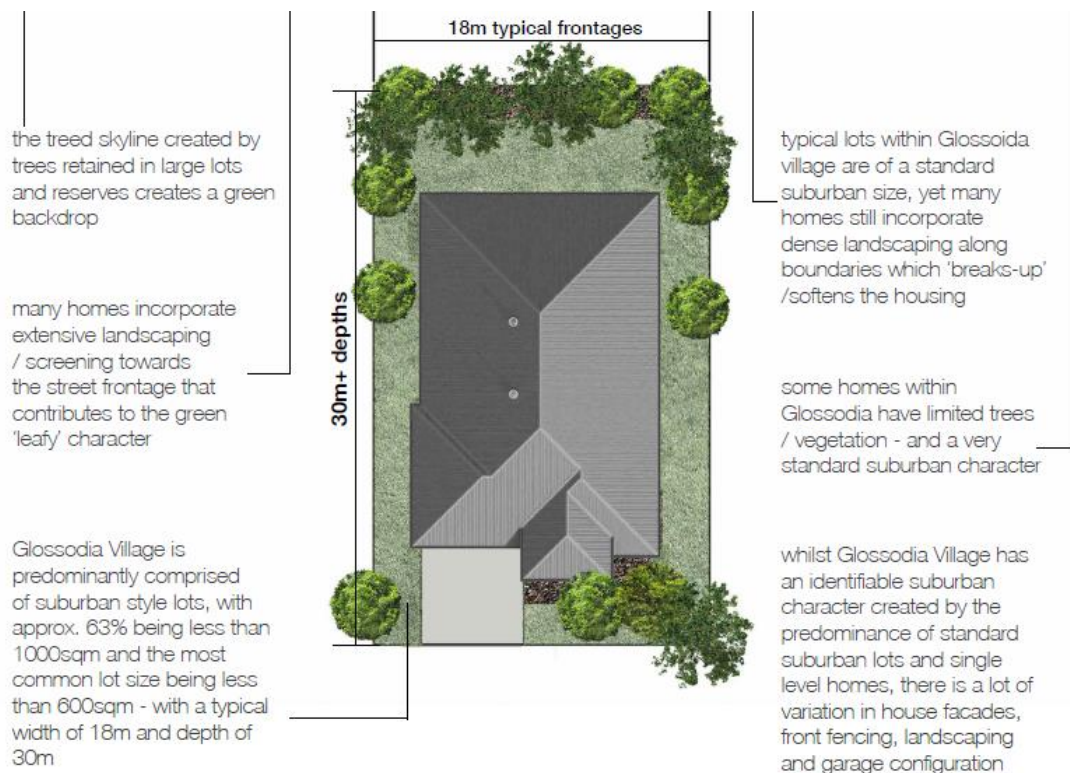 18m typical frontages
30m+ depths
the treed skyline created by
trees retained in large lots
and reserves creates a green
backdrop
many homes incorporate
extensive landscaping
/ screening towards
the street frontage that
contributes to the green
‘leafy’ character
Glossodia Village is
predominantly comprised
of suburban style lots, with
approx. 63% being less than
1000sqm and the most
common lot size being less
than 600sqm - with a typical
width of 18m and depth of
30m
typical lots within Glossoida
village are of a standard
suburban size, yet many
homes still incorporate
dense landscaping along
boundaries which ‘breaks-up’
/softens the housing
some homes within
Glossodia have limited trees
/ vegetation - and a very
standard suburban character
whilst Glossodia Village has
an identifiable suburban
character created by the
predominance of standard
suburban lots and single
level homes, there is a lot of
variation in house facades,
front fencing, landscaping
and garage configuration